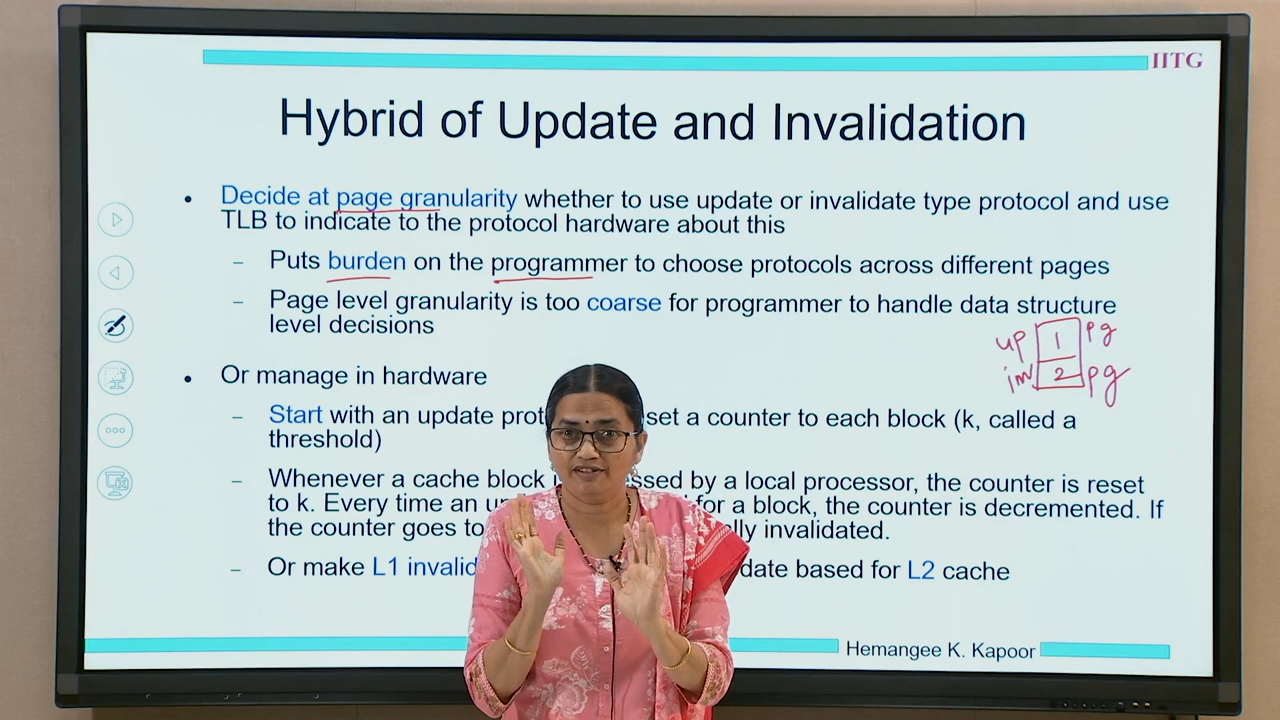 IITG
Hybrid of Update and Invalidation
• Decide at page granularity whether to use update or invalidate type protocol and use
TLB to indicate to the protocol hardware about this
– Puts burden on the programmer to choose protocols across different pages
– Page level granularity is too coarse for programmer to handle data structure
level decisions
up 1 pg
inv 2 pg
• Or manage in hardware
– Start with an update set a counter to each block (k, called a
threshold)
– Whenever a cache block by a local processor, the counter is reset
to k. Every time an for a block, the counter is decremented. If
the counter goes to invalidated.
– Or make L1 based for L2 cache
Hemangee K. Kapoor